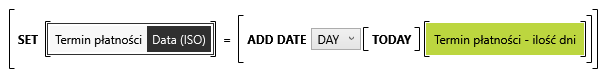 SET Termin płatności Data (ISO) = ADD DATE DAY TODAY Termin płatności - ilość dni